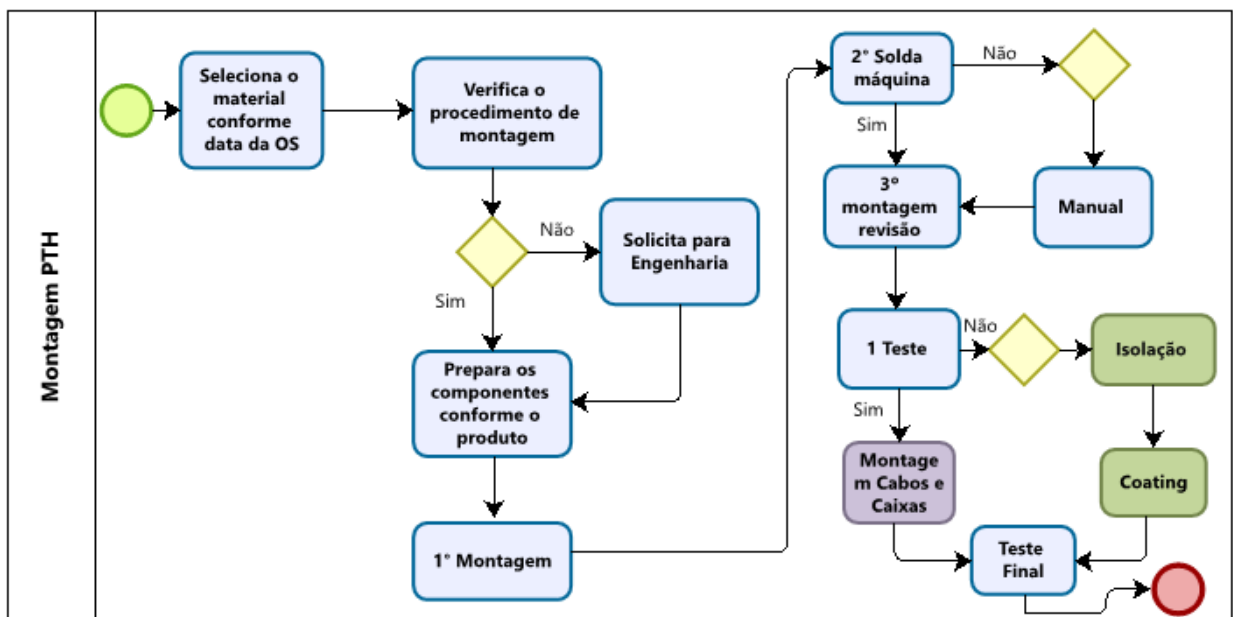 Montagem PTH
Seleciona o
material
conforme
data da OS
Verifica o
procedimento de
montagem
Não
Solicita para
Engenharia
Sim
Prepara os
componentes
conforme o
produto
1° Montagem
2° Solda
máquina
Não
Sim
Manual
3º
montagem
revisão
1 Teste
Não
Isolação
Sim
Montage
m Cabos e
Caixas
Coating
Teste
Final